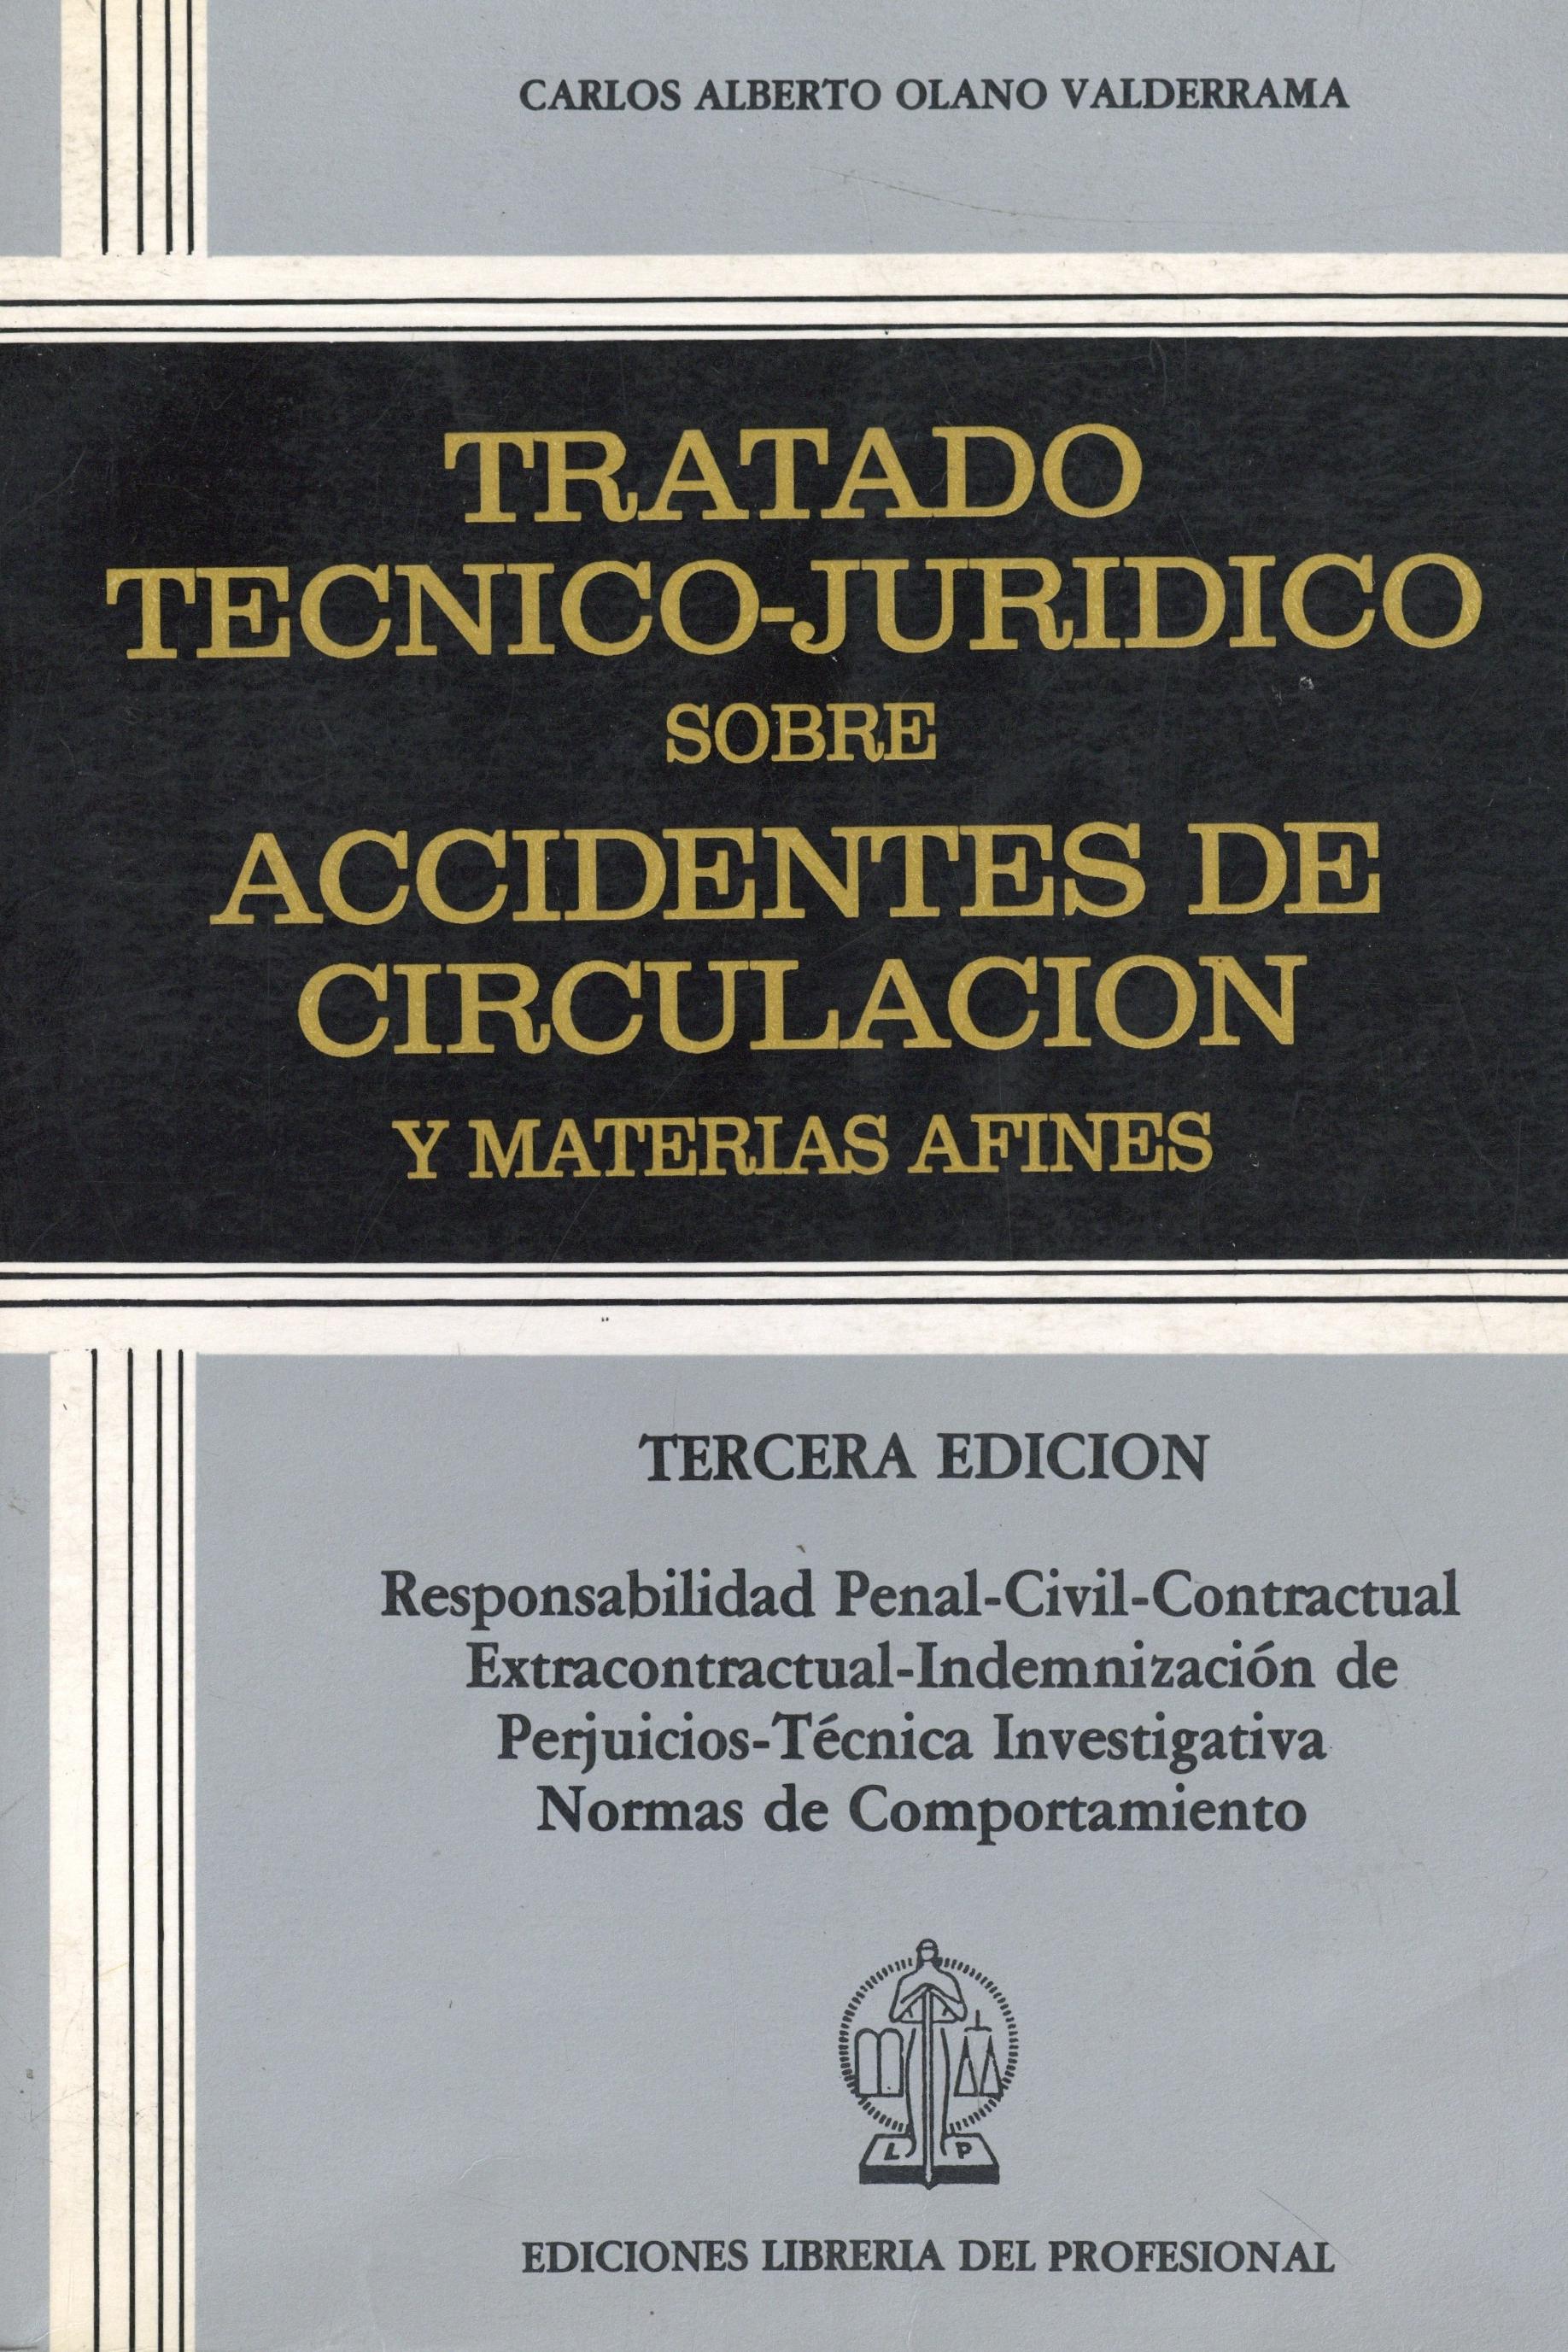 CARLOS ALBERTO OLANO VALDERRAMA
TRATADO
TECNICO-JURIDICO
SOBRE
ACCIDENTES DE
CIRCULACION
Y MATERIAS AFINES
TERCERA EDICION
Responsabilidad Penal-Civil-Contractual
Extracontractual-Indemnización de
Perjuicios-Técnica Investigativa
Normas de Comportamiento
L P
EDICIONES LIBRERIA DEL PROFESIONAL